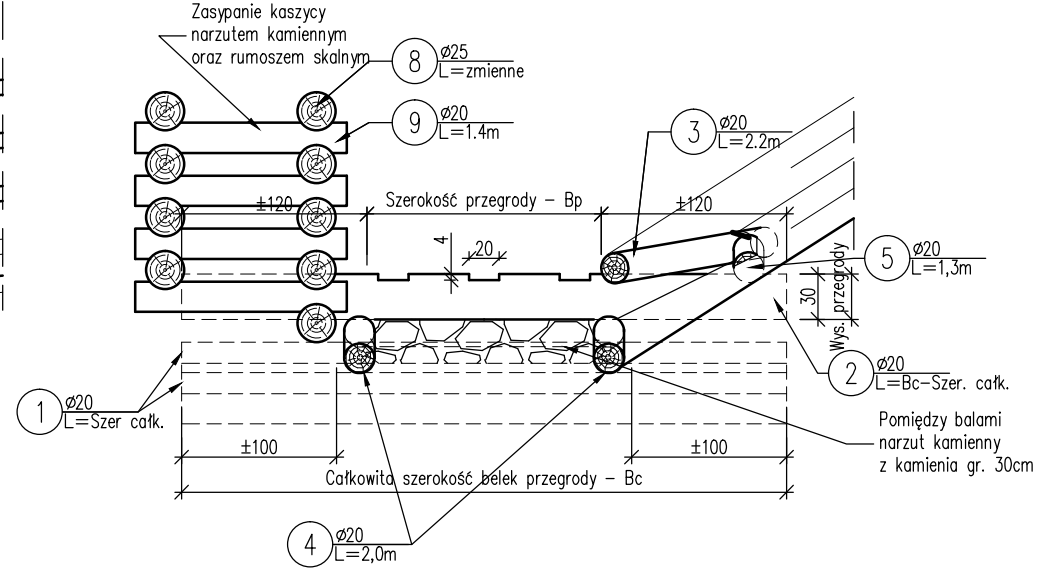 Zasypanie kaszycy
narzutem kamiennym
oraz rumoszem skalnym
8 ø25
L=zmienne
9 ø20
L=1.4m
3 ø20
L=2.2m
±120
Szerokość przegrody - Bp
±120
4
20
5 ø20
L=1,3m
30
Wys. przegrody
2 ø20
L=Bc-Szer. całk.
1 ø20
L=Szer całk.
Pomiędzy balami
narzut kamienny
z kamienia gr. 30cm
±100
±100
Całkowita szerokość belek przegrody - Bc
4 ø20
L=2,0m